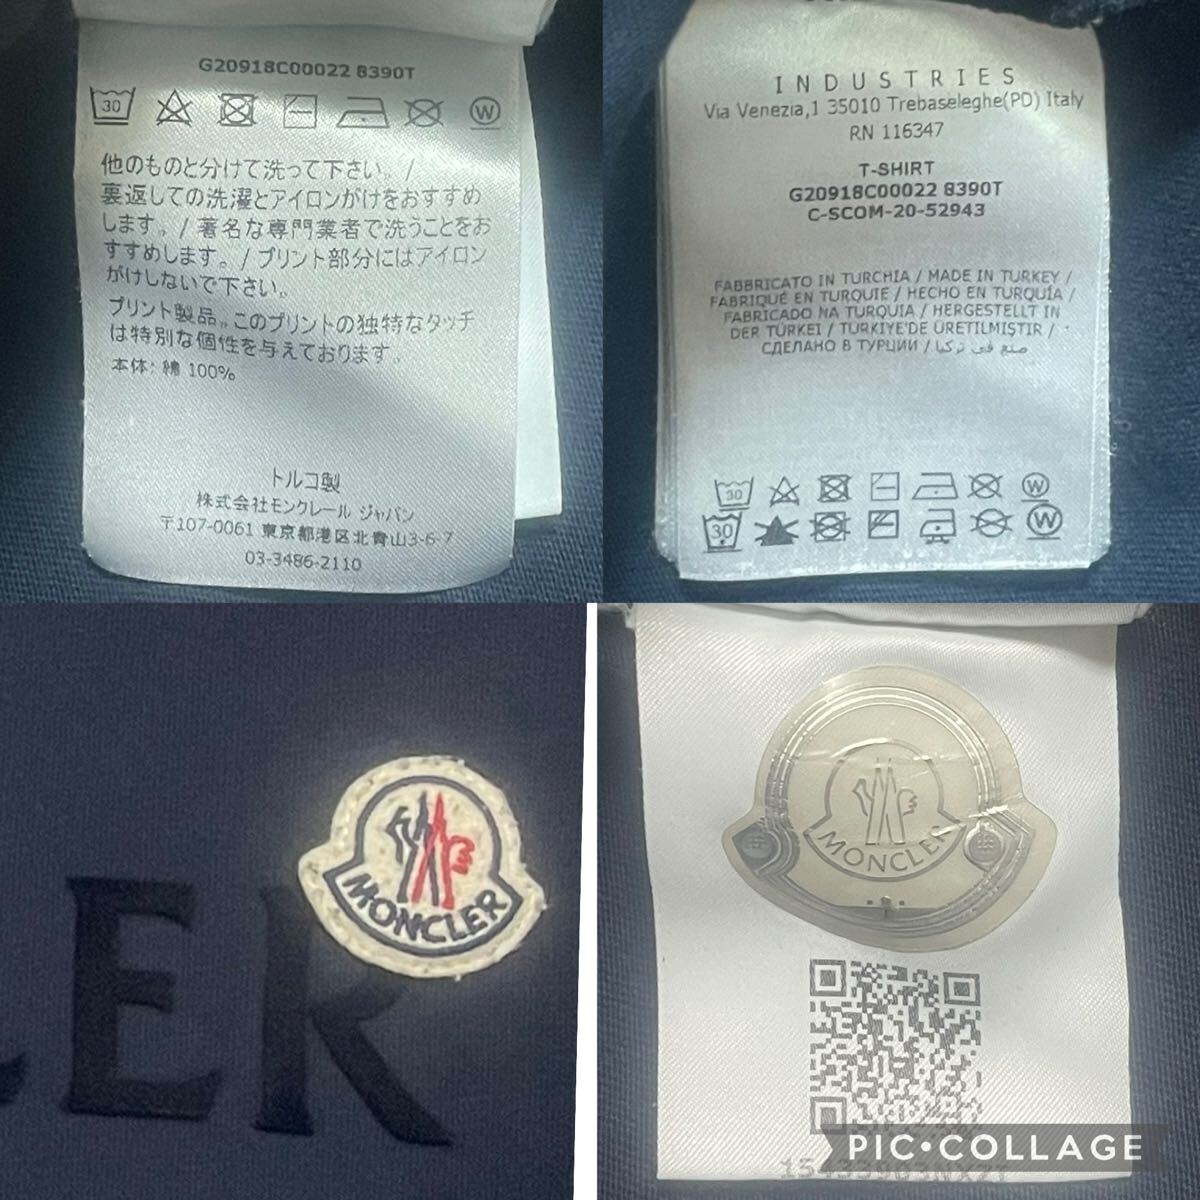 G20918C00022 8390T
30
W
他のものと分けて洗って下さい。/
裏返しての洗濯とアイロンがけをおすすめ
します。/ 著名な専門業者で洗うことをお
すすめします。/ プリント部分にはアイロン
がけしないで下さい。
プリント製品。このプリントの独特なタッチ
は特別な個性を与えております。
本体: 綿 100%
トルコ製
株式会社モンクレール ジャパン
〒107-0061 東京都港区北青山3-6-7
03-3486-2110
INDUSTRIES
Via Venezia,1 35010 Trebaseleghe(PD) Italy
RN 116347
T-SHIRT
G20918C00022 8390T
C-SCOM-20-52943
FABBRICATO IN TURCHIA / MADE IN TURKEY /
FABRIQUÉ EN TURQUIE / HECHO EN TURQUÍA /
FABRICADO NA TURQUIA / HERGESTELLT IN
DER TÜRKEI / TÜRKIYE'DE ÜRETILMIŞTIR /
СДЕЛАНО В ТУРЦИИ / صنع في تركيا
30
W
30
W
ER
MONCLER
MONCLER
PIC•COLLAGE